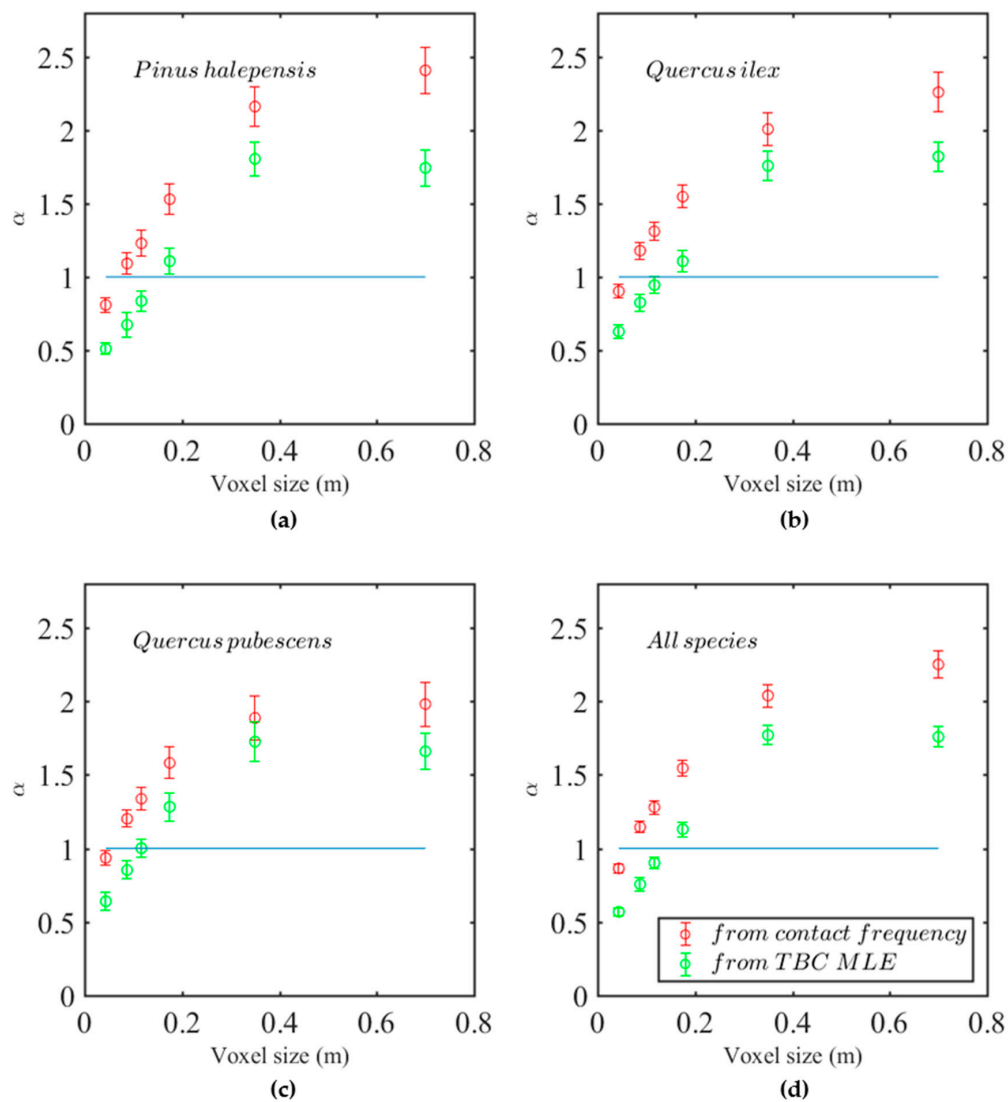 2.5
2
1.5
1
0.5
0
α
Pinus halepensis
0 0.2 0.4 0.6 0.8
Voxel size (m)
(a)
2.5
2
1.5
1
0.5
0
α
Quercus ilex
0 0.2 0.4 0.6 0.8
Voxel size (m)
(b)
2.5
2
1.5
1
0.5
0
α
Quercus pubescens
0 0.2 0.4 0.6 0.8
Voxel size (m)
(c)
2.5
2
1.5
1
0.5
0
α
All species
from contact frequency
from TBC MLE
0 0.2 0.4 0.6 0.8
Voxel size (m)
(d)